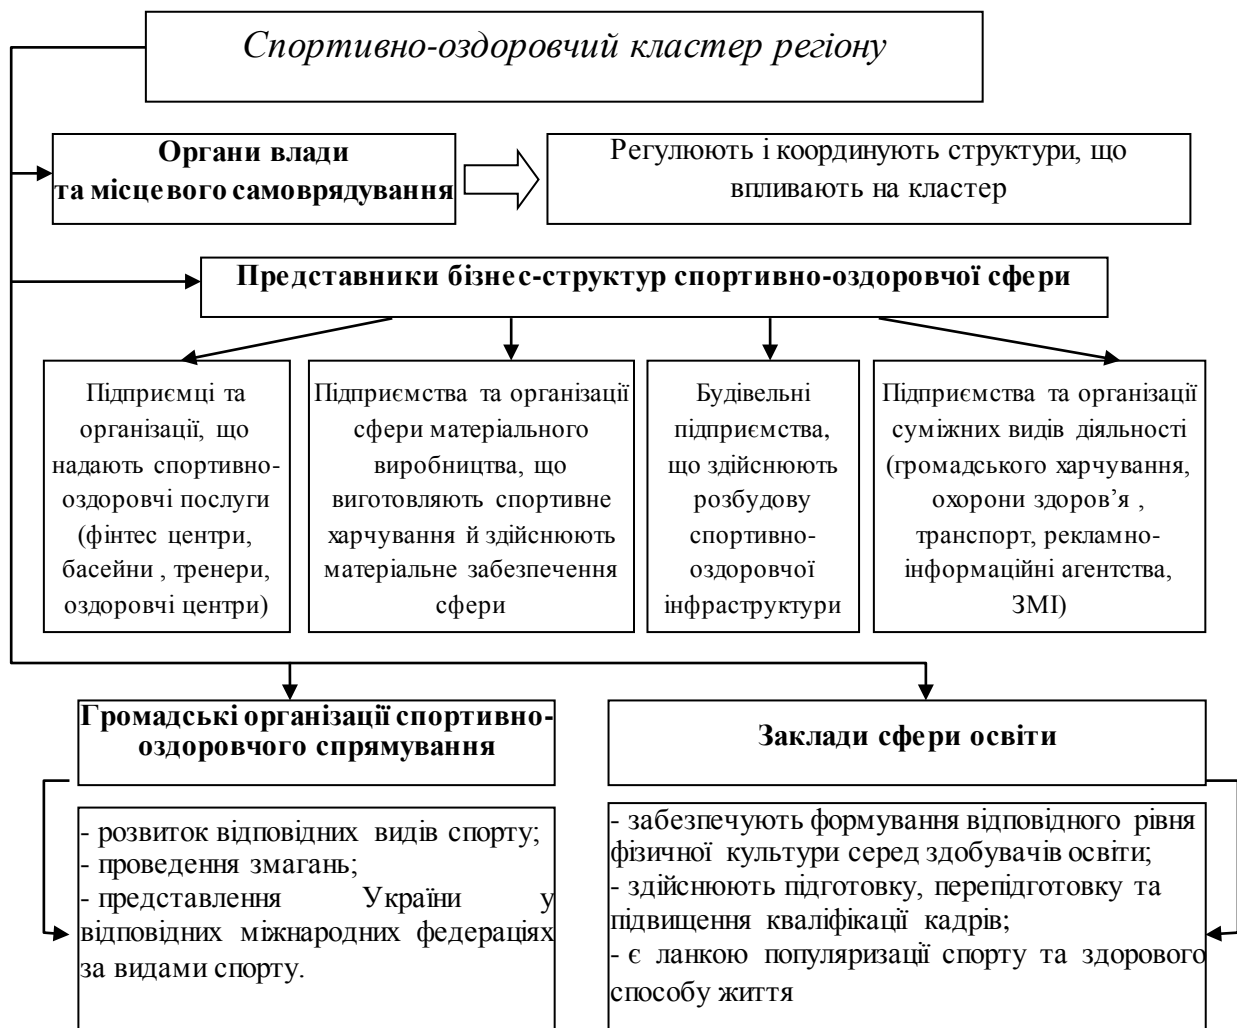 Спортивно-оздоровчий кластер регіону
Органи влади
та місцевого самоврядування
Регулюють і координують структури, що
впливають на кластер
Представники бізнес-структур спортивно-оздоровчої сфери
Підприємці та
організації, що
надають спортивно-
оздоровчі послуги
(фінтес центри,
басейни , тренери,
оздоровчі центри)
Підприємства та організації
сфери матеріального
виробництва, що
виготовляють спортивне
харчування й здійснюють
матеріальне забезпечення
сфери
Будівельні
підприємства,
що здійснюють
розбудову
спортивно-
оздоровчої
інфраструктури
Підприємства та організації
суміжних видів діяльності
(громадського харчування,
охорони здоров’я ,
транспорт, рекламно-
інформаційні агентства,
ЗМІ)
Громадські організації спортивно-
оздоровчого спрямування
- розвиток відповідних видів спорту;
- проведення змагань;
- представлення України у
відповідних міжнародних федераціях
за видами спорту.
Заклади сфери освіти
- забезпечують формування відповідного рівня
фізичної культури серед здобувачів освіти;
- здійснюють підготовку, перепідготовку та
підвищення кваліфікації кадрів;
- є ланкою популяризації спорту та здорового
способу життя